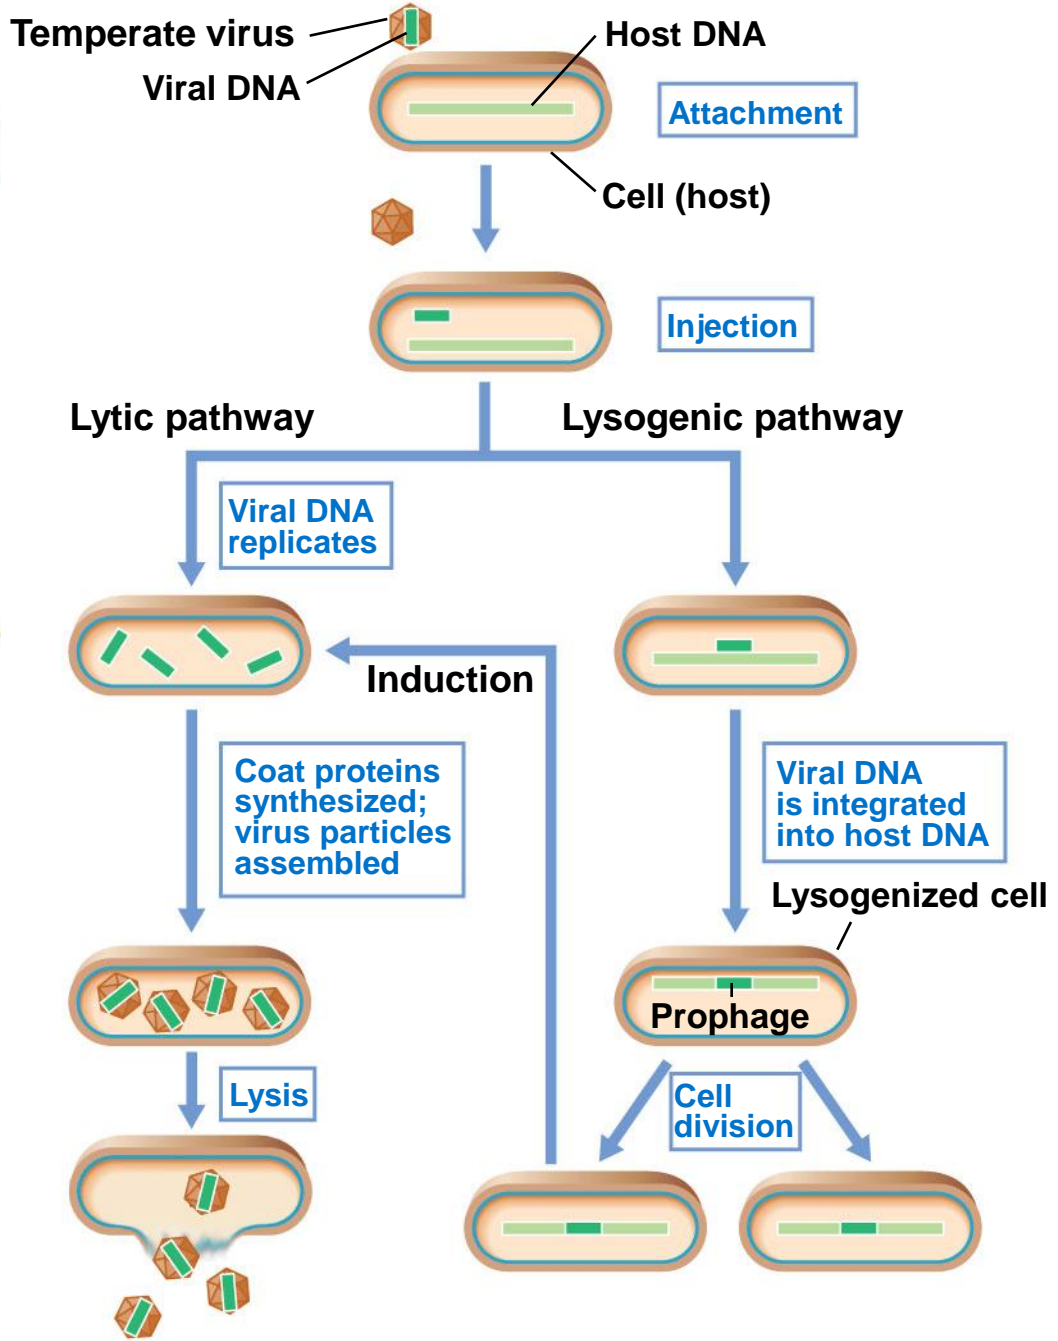 Temperate virus
Viral DNA
Host DNA
Attachment
Cell (host)
Injection
Lytic pathway
Lysogenic pathway
Viral DNA
replicates
Induction
Coat proteins
synthesized;
virus particles
assembled
Viral DNA
is integrated
into host DNA
Lysogenized cell
Prophage
Lysis
Cell
division